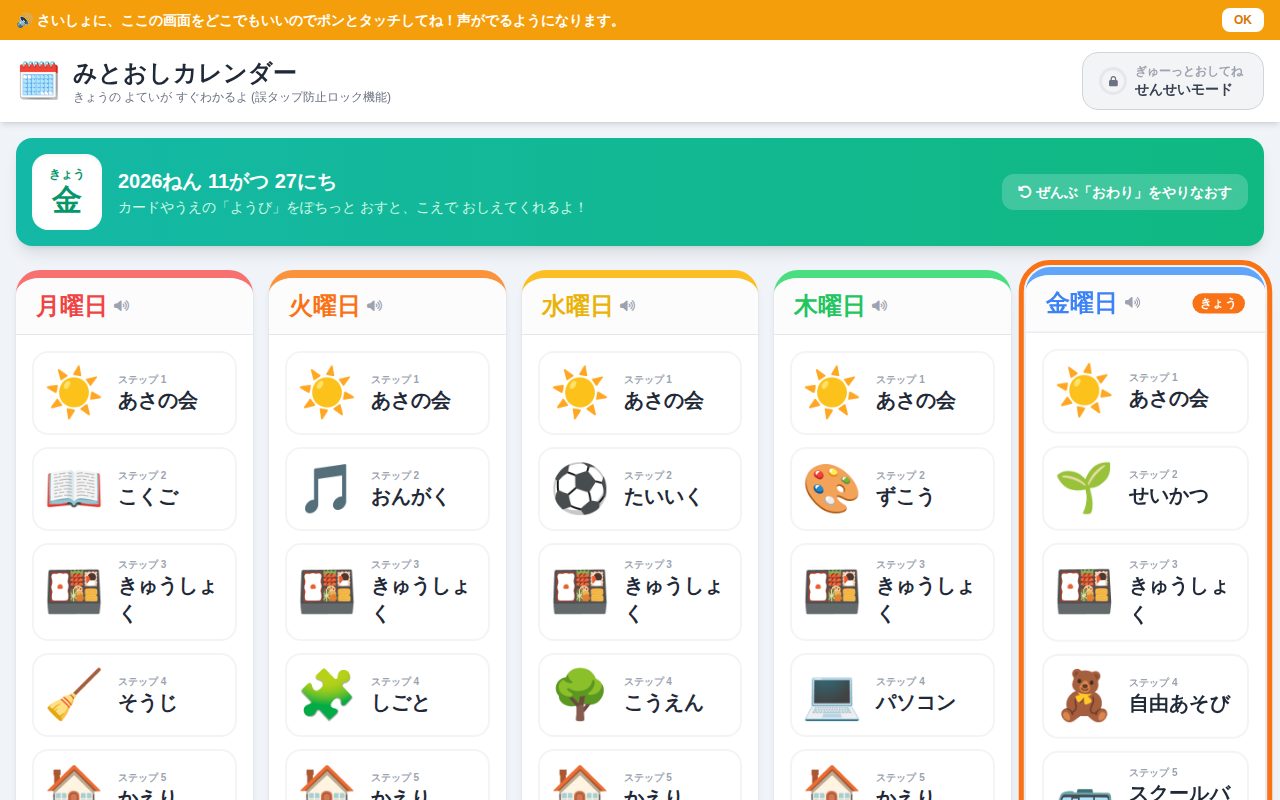 さいしょに、ここの画面をどこでもいいのでポンとタッチしてね！声がでるようになります。
OK
みとおしカレンダー
きょうの よていが すぐわかるよ (誤タップ防止ロック機能)
ぎゅーっとおしてね
せんせいモード
きょう
金
2026ねん 11がつ 27にち
カードやうえの「ようび」をぽちっと おすと、こえで おしえてくれるよ！
ぜんぶ「おわり」をやりなおす
月曜日
ステップ 1
あさの会
ステップ 2
こくご
ステップ 3
きゅうしょ
く
ステップ 4
そうじ
ステップ 5
かえり
火曜日
ステップ 1
あさの会
ステップ 2
おんがく
ステップ 3
きゅうしょ
く
ステップ 4
しごと
ステップ 5
かえり
水曜日
ステップ 1
あさの会
ステップ 2
たいいく
ステップ 3
きゅうしょ
く
ステップ 4
こうえん
ステップ 5
かえり
木曜日
ステップ 1
あさの会
ステップ 2
ずこう
ステップ 3
きゅうしょ
く
ステップ 4
パソコン
ステップ 5
かえり
金曜日
きょう
ステップ 1
あさの会
ステップ 2
せいかつ
ステップ 3
きゅうしょ
く
ステップ 4
自由あそび
ステップ 5
スクールバ